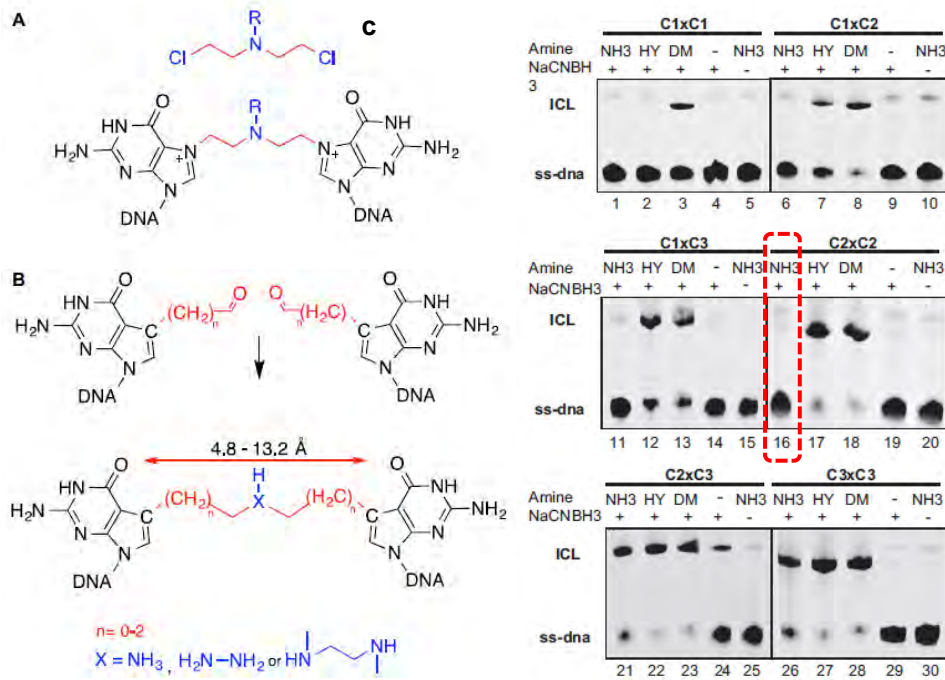 A
R
N
Cl
Cl
O
R
O
HN
N
N
NH
H2N
N
N
+
+
N
N
NH2
DNA
DNA
B
O
HN
(CH2)n
O
O
n(H2C)
O
NH
H2N
N
N
C
C
N
N
NH2
DNA
DNA
4.8 - 13.2 Å
O
HN
(CH2)n
H
X
(H2C)n
O
NH
H2N
N
N
C
C
N
N
NH2
DNA
DNA
n= 0-2
X = NH3 , H2N–NH2 or HN NH
C
C1xC1 C1xC2
Amine NH3 HY DM - NH3 NH3 HY DM - NH3
NaCNBH3 + + + + - + + + + -
ICL
ss-dna
1 2 3 4 5 6 7 8 9 10
C1xC3 C2xC2
Amine NH3 HY DM - NH3 NH3 HY DM - NH3
NaCNBH3 + + + + - + + + + -
ICL
ss-dna
11 12 13 14 15 16 17 18 19 20
C2xC3 C3xC3
Amine NH3 HY DM - NH3 NH3 HY DM - NH3
NaCNBH3 + + + + - + + + + -
ICL
ss-dna
21 22 23 24 25 26 27 28 29 30